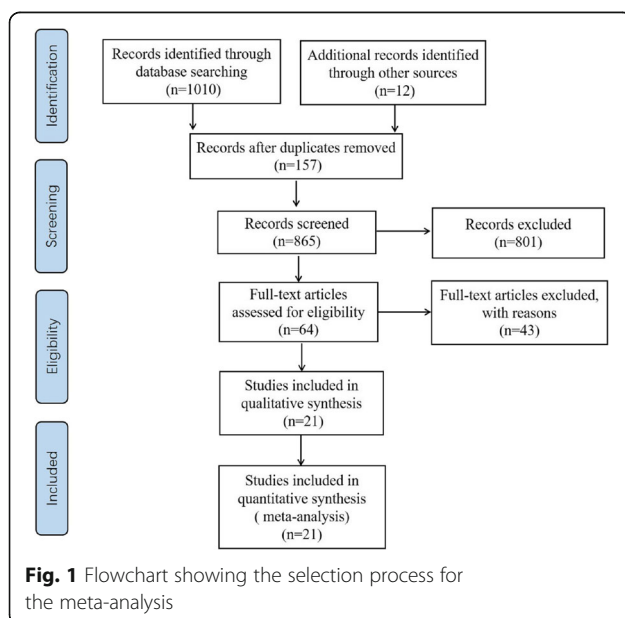 Identification
Records identified through
database searching
(n=1010)
Additional records identified
through other sources
(n=12)
Records after duplicates removed
(n=157)
Screening
Records screened
(n=865)
Records excluded
(n=801)
Eligibility
Full-text articles
assessed for eligibility
(n=64)
Full-text articles excluded,
with reasons
(n=43)
Studies included in
qualitative synthesis
(n=21)
Included
Studies included in
quantitative synthesis
( meta-analysis)
(n=21)
Fig. 1 Flowchart showing the selection process for
the meta-analysis